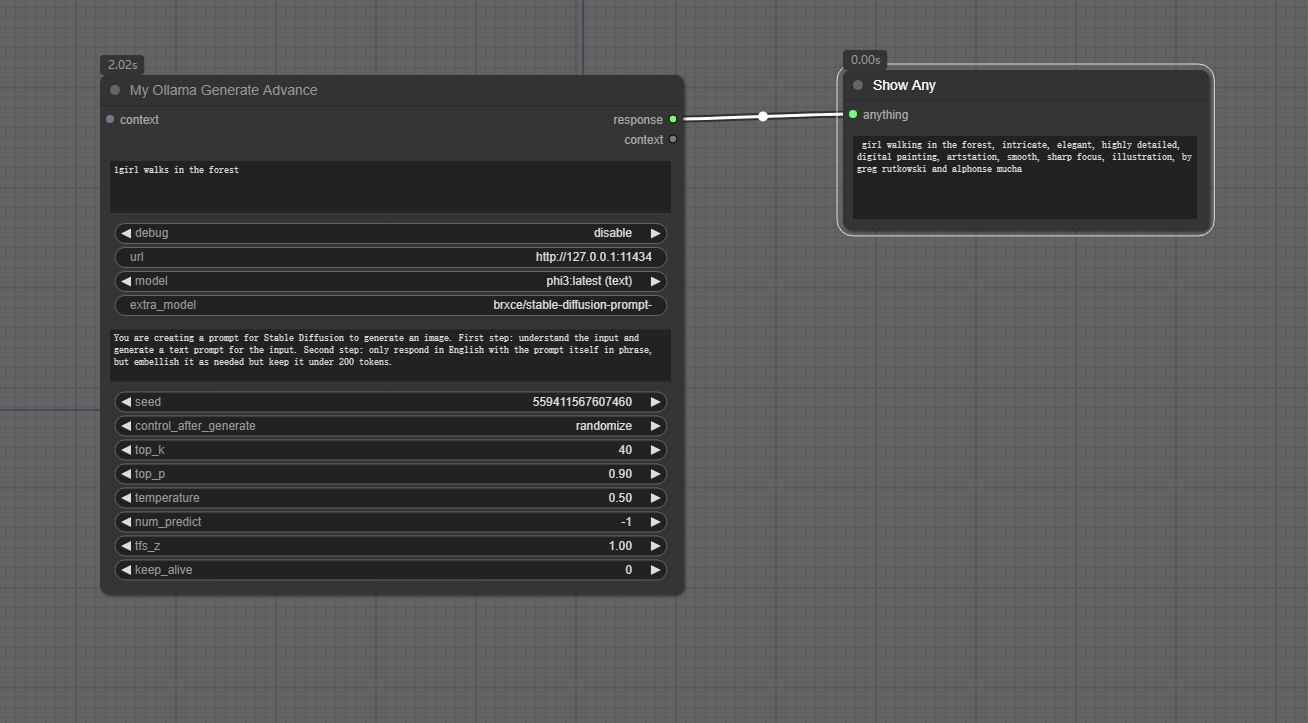 2.02s
My Ollama Generate Advance
context
response
context
1girl walks in the forest
debug disable
url http://127.0.0.1:11434
model phi3:latest (text)
extra_model brxce/stable-diffusion-prompt-
You are creating a prompt for Stable Diffusion to generate an image. First step: understand the input and
generate a text prompt for the input. Second step: only respond in English with the prompt itself in phrase,
but embellish it as needed but keep it under 200 tokens.
seed 559411567607460
control_after_generate randomize
top_k 40
top_p 0.90
temperature 0.50
num_predict -1
tfs_z 1.00
keep_alive 0
0.00s
Show Any
anything
girl walking in the forest, intricate, elegant, highly detailed,
digital painting, artstation, smooth, sharp focus, illustration, by
greg rutkowski and alphonse mucha